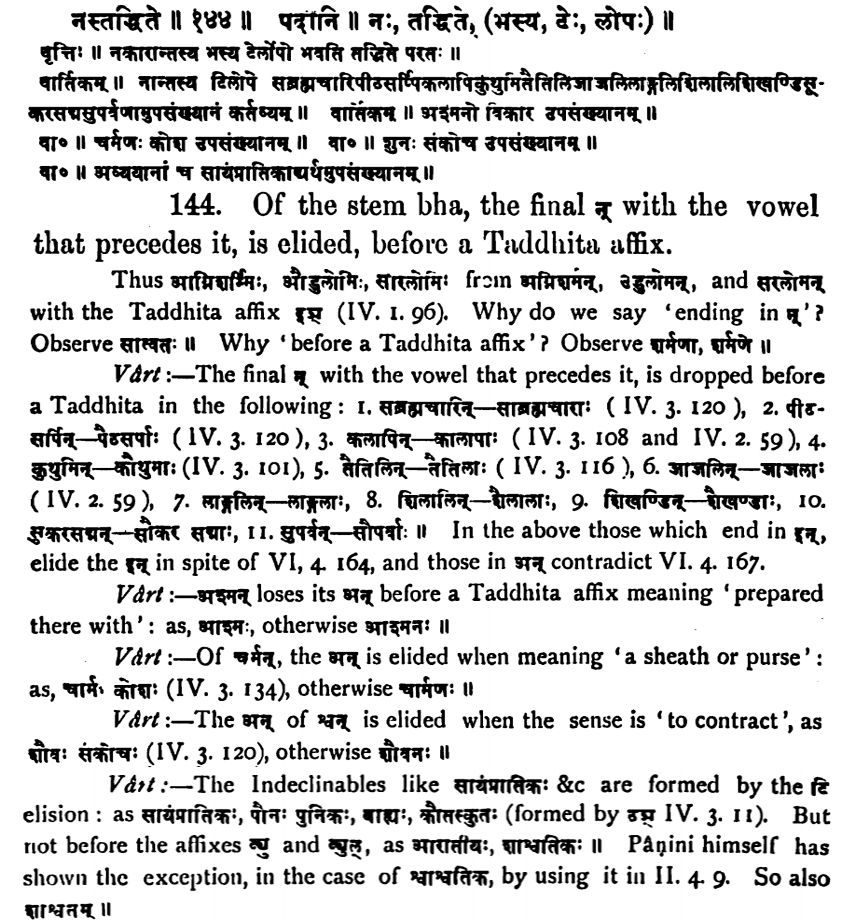 नस्तद्धिते ॥ १४४ ॥ पदानि ॥ नः, तद्धिते, (भस्य, टेः, लोपः) ॥
वृत्तिः ॥ नकारान्तस्य भस्य टेर्लोपो भवति तद्धिते परतः ॥
वार्तिकम् ॥ नान्तस्य टिलोपे सब्रह्मचारिपीठसर्प्पिकलापिकुथुमितैतिलिजाजलिलाङ्गलिशिलालिशिखण्डिसू-
करसद्मसुपर्वणामुपसंख्यानं कर्तव्यम् ॥ वार्तिकम् ॥ अश्मनो विकार उपसंख्यानम् ॥
वा० ॥ चर्मणः कोश उपसंख्यानम् ॥ वा० ॥ शुनः संकोच उपसंख्यानम् ॥
वा० ॥ अव्ययानां च सायंप्रातिकाद्यर्थमुपसंख्यानम् ॥
144. Of the stem bha, the final न् with the vowel
that precedes it, is elided, before a Taddhita affix.
Thus आग्निशर्म्मिः, औडुलोमिः, सारलोमिः from अग्निशर्मन्, उडुलोमन्, and सरलोमन्
with the Taddhita affix इञ् (IV. 1. 96). Why do we say 'ending in न्'?
Observe सात्वतः ॥ Why 'before a Taddhita affix'? Observe शर्मणा, शर्मणे ॥
Vârt :—The final न् with the vowel that precedes it, is dropped before
a Taddhita in the following : 1. सब्रह्मचारिन्—साब्रह्मचाराः ( IV. 3. 120 ), 2. पीठ-
सर्पिन्—पैठसर्पाः ( IV. 3. 120 ), 3. कलापिन्—कालापाः ( IV. 3. 108 and IV. 2. 59 ), 4.
कुथुमिन्—कौथुमाः (IV. 3. 101), 5. तैतिलिन्—तैतिलाः ( IV. 3. 116 ), 6. जाजलिन्—जाजलाः
( IV. 2. 59 ), 7. लाङ्गलिन्—लाङ्गलाः, 8. शिलालिन्—शैलालाः, 9. शिखण्डिन्—शैखण्डाः, 10.
सुकरसद्मन्—सौकर सद्माः, 11. सुपर्वन्—सौपर्वाः ॥ In the above those which end in इन्,
elide the इन् in spite of VI, 4. 164, and those in अन् contradict VI. 4. 167.
Vârt :—अश्मन् loses its अन् before a Taddhita affix meaning 'prepared
there with' : as, आश्मः, otherwise आश्मनः ॥
Vârt :—Of चर्मन्, the अन् is elided when meaning 'a sheath or purse' :
as, चार्मः कोशः (IV. 3. 134), otherwise चार्मणः ॥
Vârt :—The अन् of श्वन् is elided when the sense is 'to contract', as
शौवः संकोचः (IV. 3. 120), otherwise शौवनः ॥
Vârt :—The Indeclinables like सायंप्रातिकः &c are formed by the टि
elision : as सायंप्रातिकः, पौनः पुनिकः, बाह्यः, कौतस्कुतः (formed by ठञ् IV. 3. 11). But
not before the affixes ट्यु and ट्युल्, as आरातीयः, शाश्वतिकः ॥ Pâṇini himself has
shown the exception, in the case of श्वाश्वतिक, by using it in II. 4. 9. So also
शाश्वतम् ॥